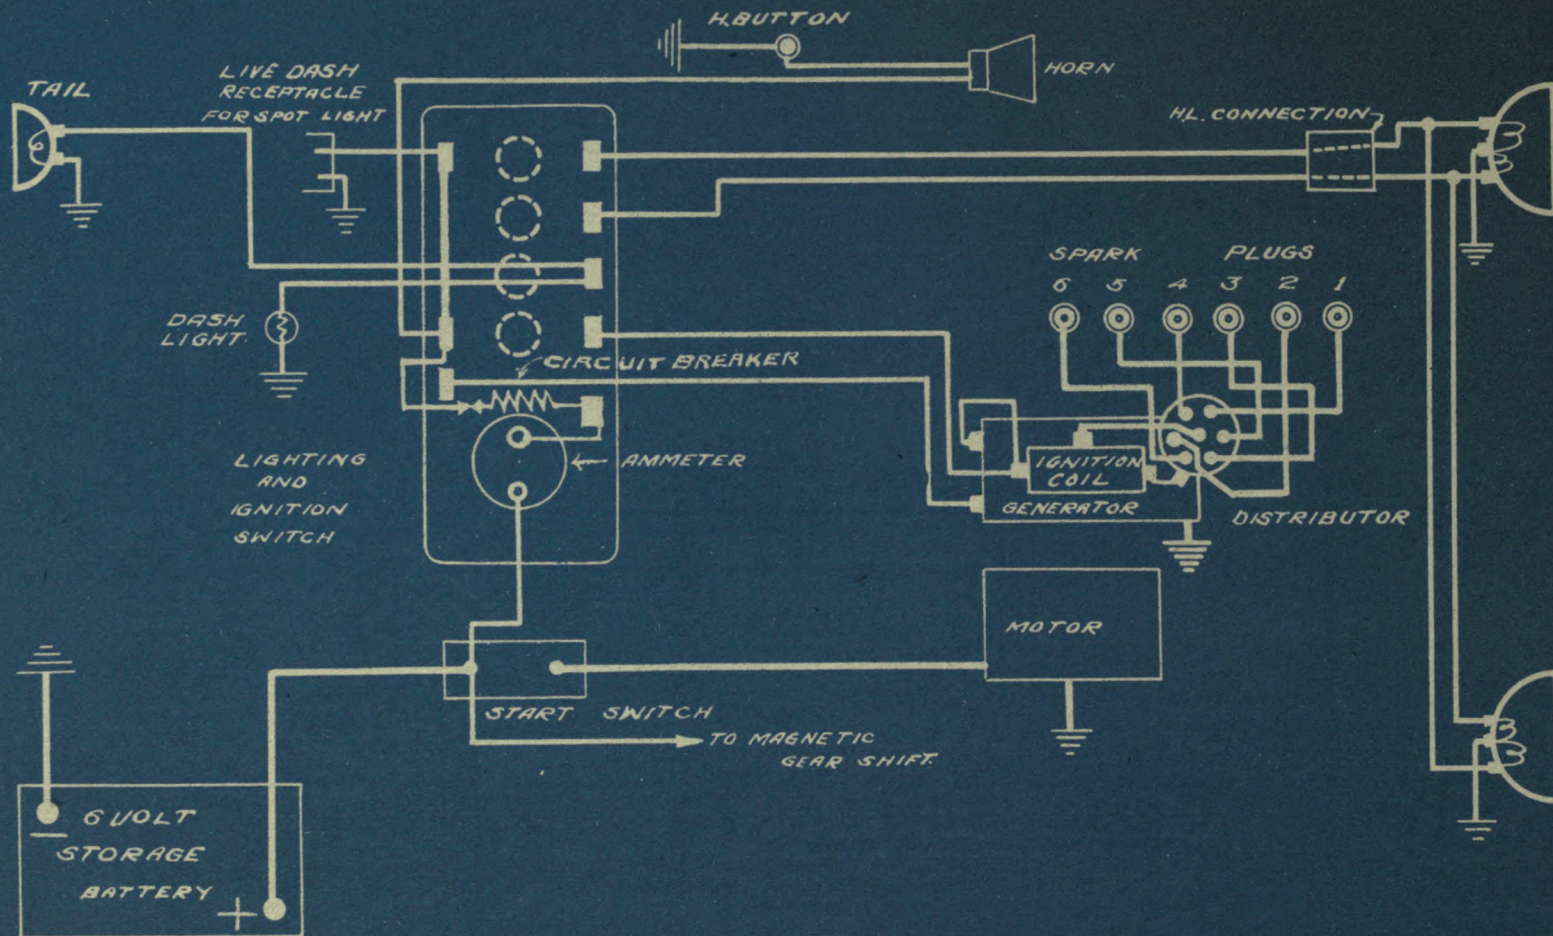 H.BUTTON
HORN
TAIL
LIVE DASH
RECEPTACLE
FOR SPOT LIGHT
HL. CONNECTION
SPARK PLUGS
6 5 4 3 2 1
DASH
LIGHT.
CIRCUIT BREAKER
AMMETER
LIGHTING
AND
IGNITION
SWITCH
IGNITION
COIL
GENERATOR
DISTRIBUTOR
MOTOR
START SWITCH
TO MAGNETIC
GEAR SHIFT.
6 VOLT
STORAGE
BATTERY
- 
+